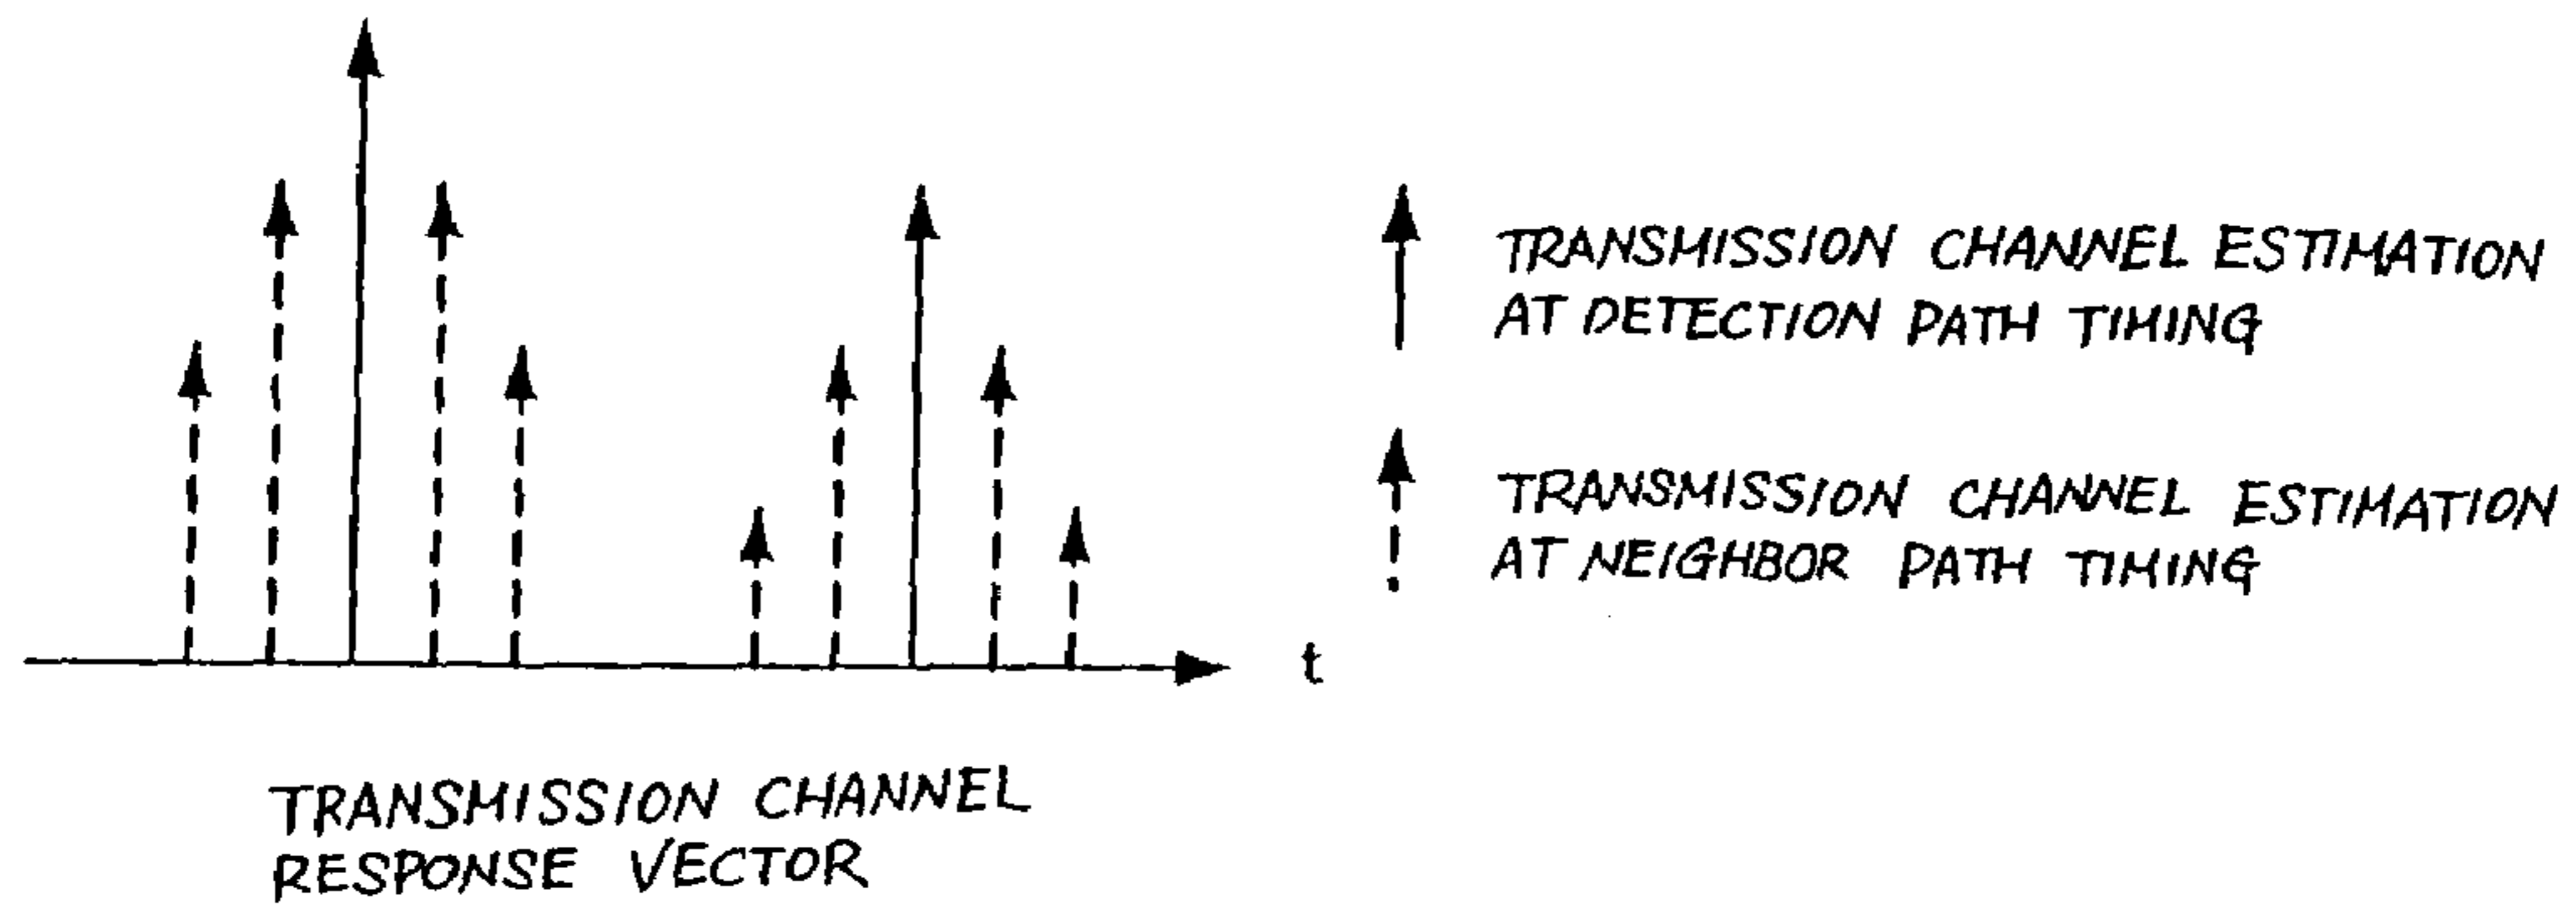 TRANSMISSION CHANNEL ESTIMATION
AT DETECTION PATH TIMING
TRANSMISSION CHANNEL ESTIMATION
AT NEIGHBOR PATH TIMING
t
TRANSMISSION CHANNEL
RESPONSE VECTOR